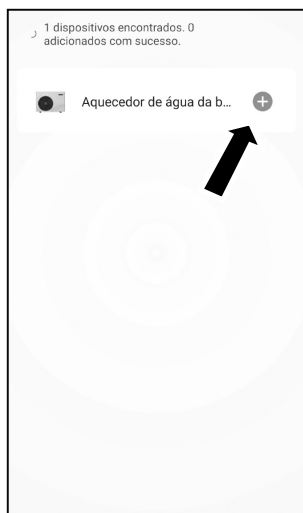 1 dispositivos encontrados. 0
adicionados com sucesso.
Aquecedor de água da b...